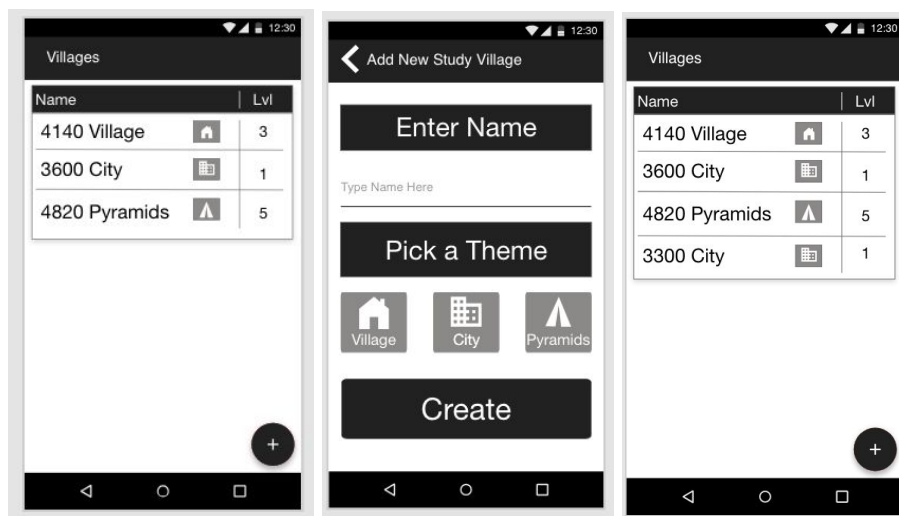 12:30
Villages
Name Lvl
4140 Village 3
3600 City 1
4820 Pyramids 5
+
12:30
Add New Study Village
Enter Name
Type Name Here
Pick a Theme
Village City Pyramids
Create
12:30
Villages
Name Lvl
4140 Village 3
3600 City 1
4820 Pyramids 5
3300 City 1
+